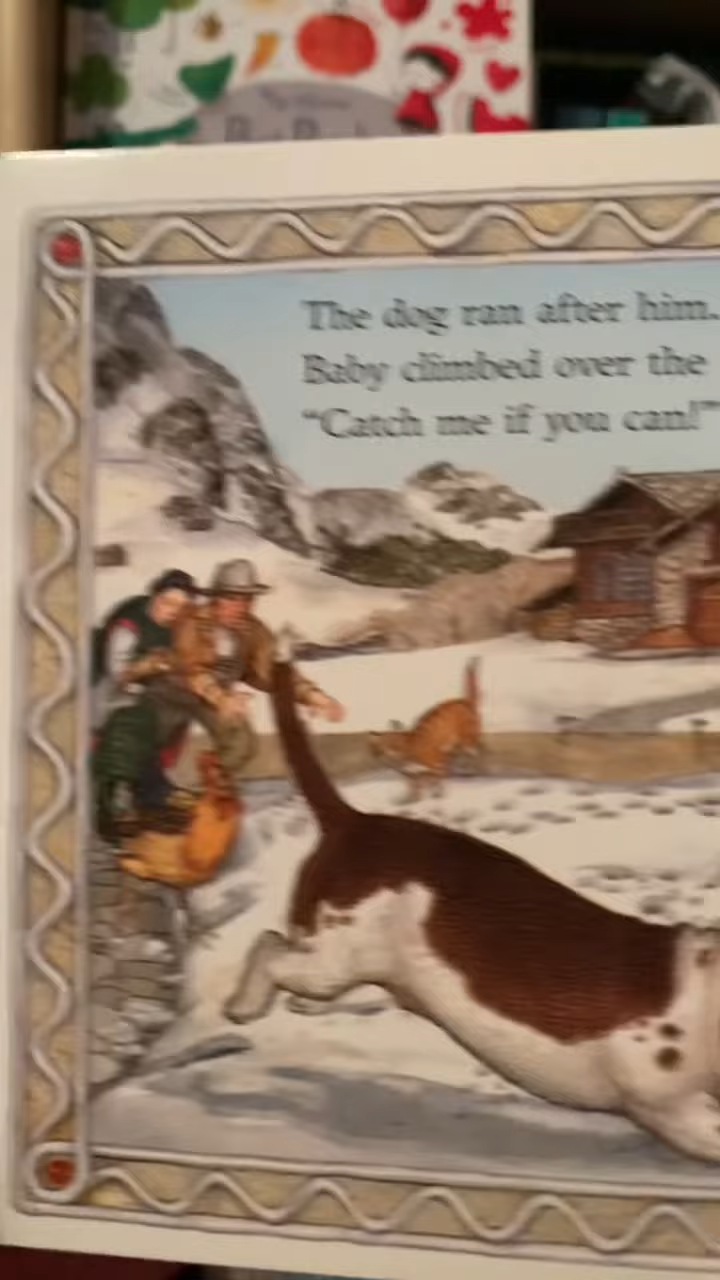 The dog ran after him.
Baby climbed over the
“Catch me if you can!”